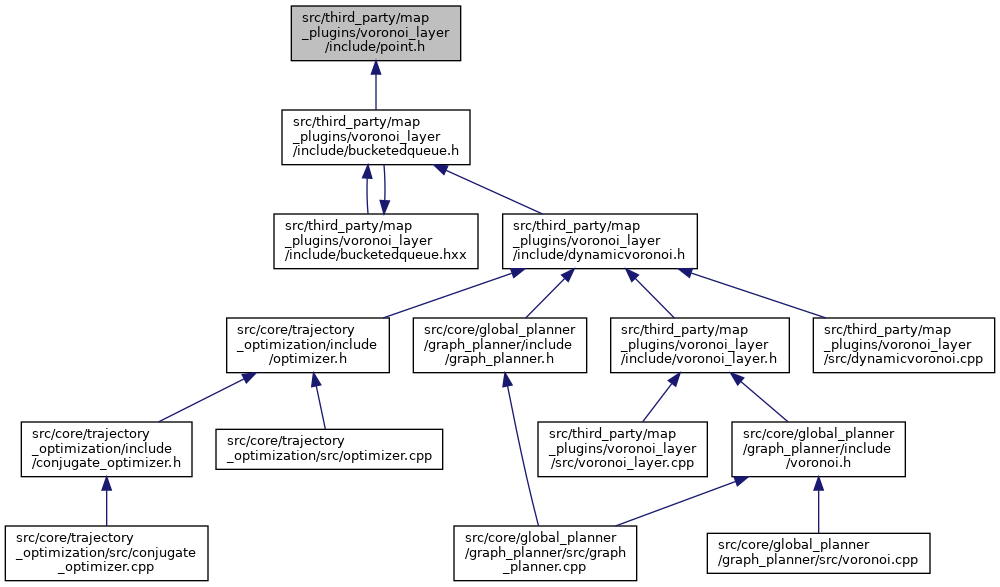 src/third_party/map
_plugins/voronoi_layer
/include/point.h
src/third_party/map
_plugins/voronoi_layer
/include/bucketedqueue.h
src/third_party/map
_plugins/voronoi_layer
/include/bucketedqueue.hxx
src/third_party/map
_plugins/voronoi_layer
/include/dynamicvoronoi.h
src/core/trajectory
_optimization/include
/optimizer.h
src/core/global_planner
/graph_planner/include
/graph_planner.h
src/third_party/map
_plugins/voronoi_layer
/include/voronoi_layer.h
src/third_party/map
_plugins/voronoi_layer
/src/dynamicvoronoi.cpp
src/core/trajectory
_optimization/include
/conjugate_optimizer.h
src/core/trajectory
_optimization/src/optimizer.cpp
src/third_party/map
_plugins/voronoi_layer
/src/voronoi_layer.cpp
src/core/global_planner
/graph_planner/include
/voronoi.h
src/core/trajectory
_optimization/src/conjugate
_optimizer.cpp
src/core/global_planner
/graph_planner/src/graph
_planner.cpp
src/core/global_planner
/graph_planner/src/voronoi.cpp